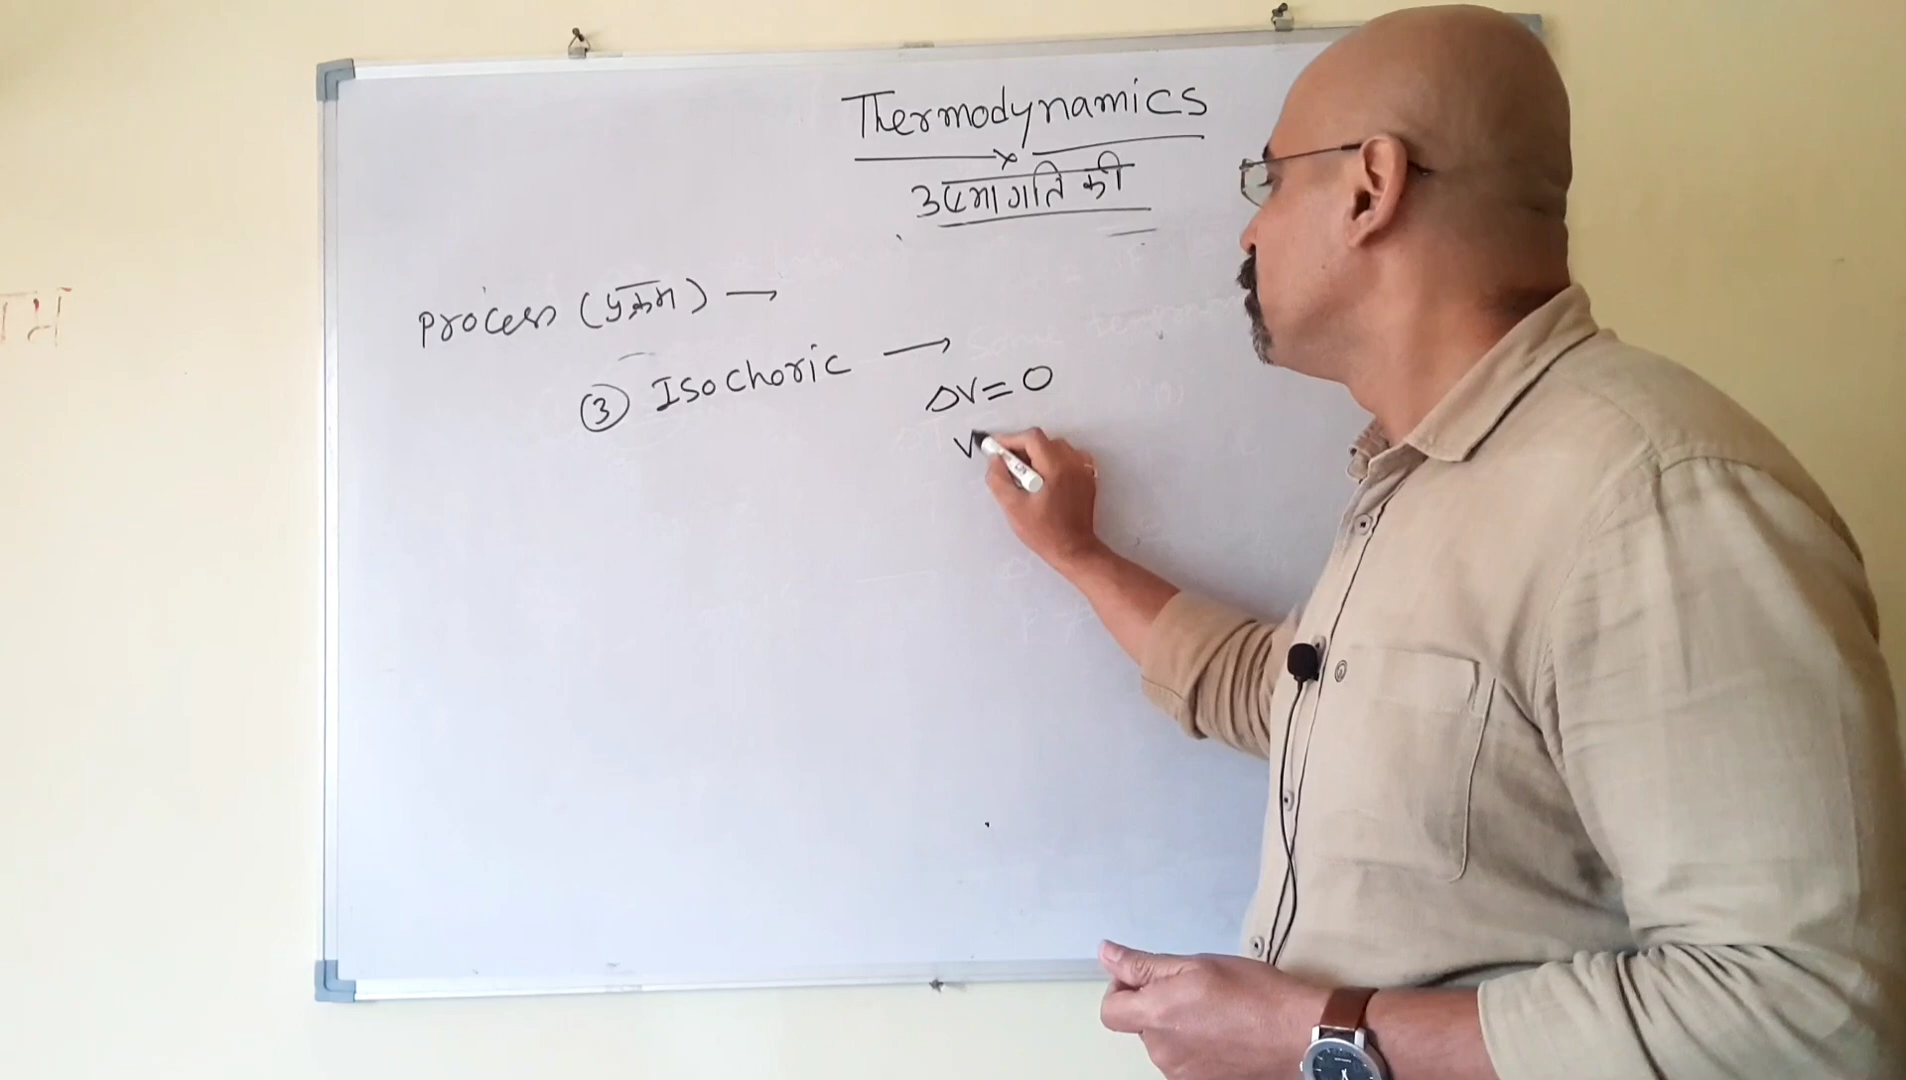 Thermodynamics
उष्मा गति की
Process (प्रक्रम) →
③ Isochoric →
ΔV = 0
V